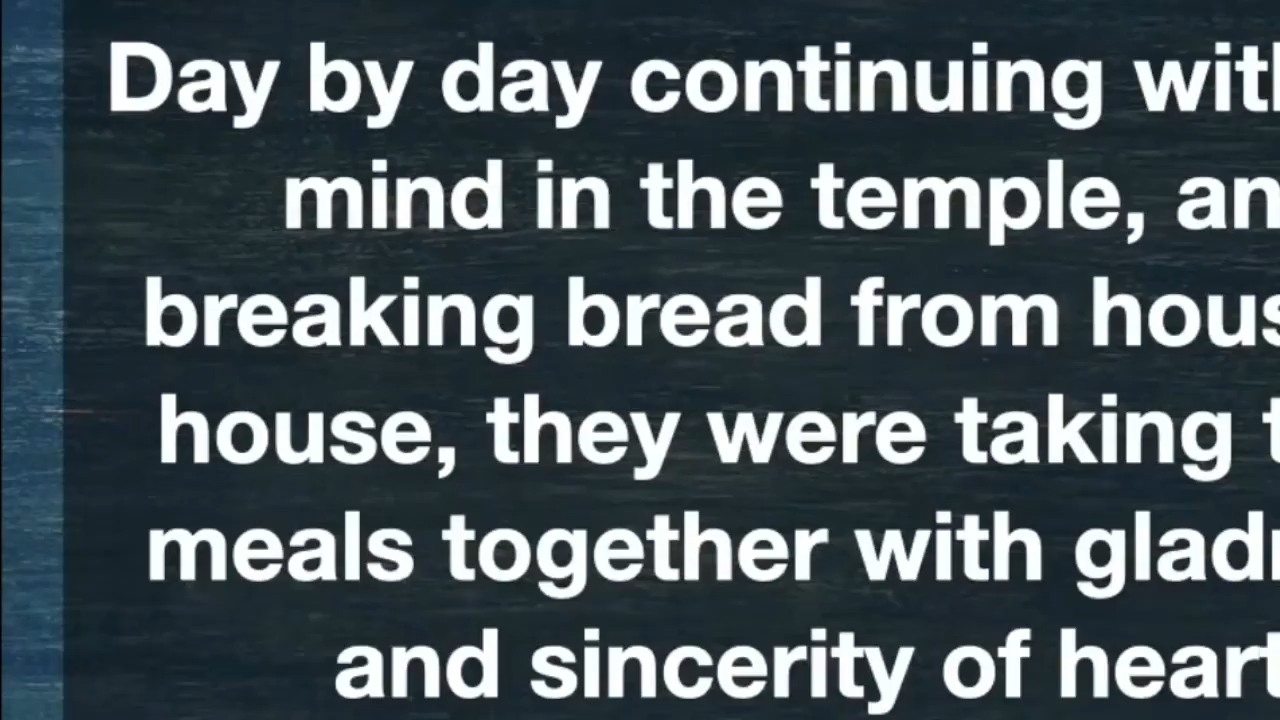 Day by day continuing with
mind in the temple, an
breaking bread from hous
house, they were taking t
meals together with glad
and sincerity of heart